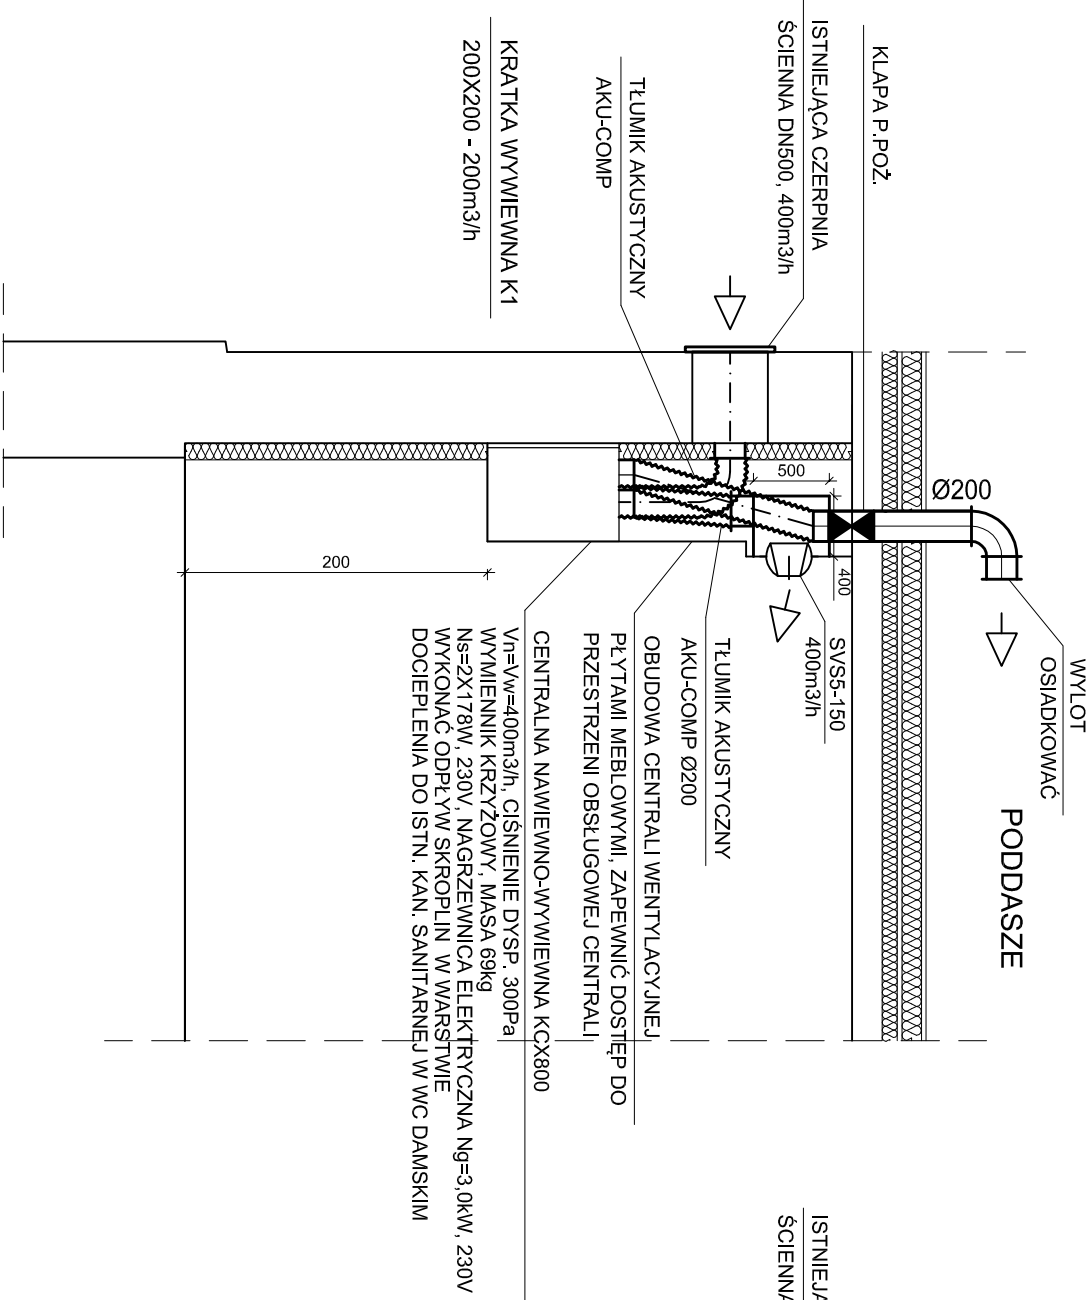 WYLOT
OSIADKOWAĆ
PODDASZE
Ø200
KLAPA P.POŻ.
ISTNIEJĄCA CZERPNIA
ŚCIENNA DN500, 400m3/h
TŁUMIK AKUSTYCZNY
AKU-COMP
KRATKA WYWIEWNA K1
200X200 - 200m3/h
500
400
200
SVS5-150
400m3/h
TŁUMIK AKUSTYCZNY
AKU-COMP Ø200
OBUDOWA CENTRALI WENTYLACYJNEJ
PŁYTAMI MEBLOWYMI, ZAPEWNIĆ DOSTĘP DO
PRZESTRZENI OBSŁUGOWEJ CENTRALI
CENTRALNA NAWIEWNO-WYWIEWNA KCX800
Vn=Vw=400m3/h, CIŚNIENIE DYSP. 300Pa
WYMIENNIK KRZYŻOWY, MASA 69kg
Ns=2X178W, 230V, NAGRZEWNICA ELEKTRYCZNA Ng=3,0kW, 230V
WYKONAĆ ODPŁYW SKROPLIN W WARSTWIE
DOCIEPLENIA DO ISTN. KAN. SANITARNEJ W WC DAMSKIM